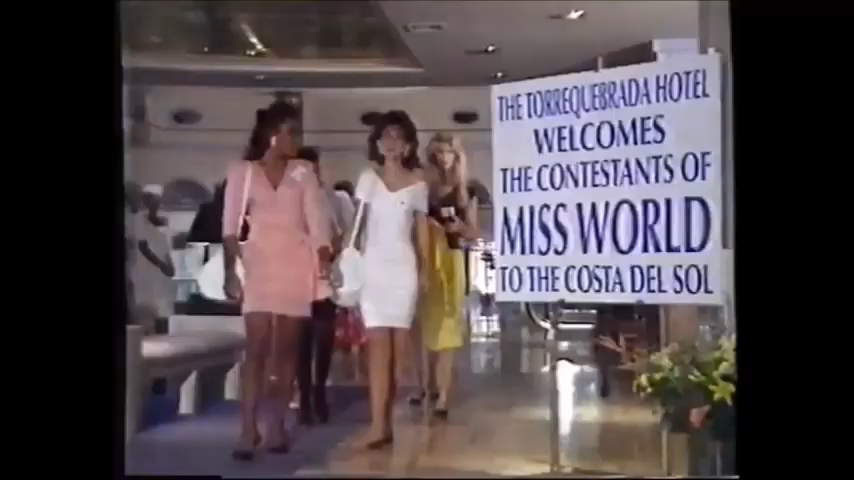 THE TORREQUEBRADA HOTEL
WELCOMES
THE CONTESTANTS OF
MISS WORLD
TO THE COSTA DEL SOL